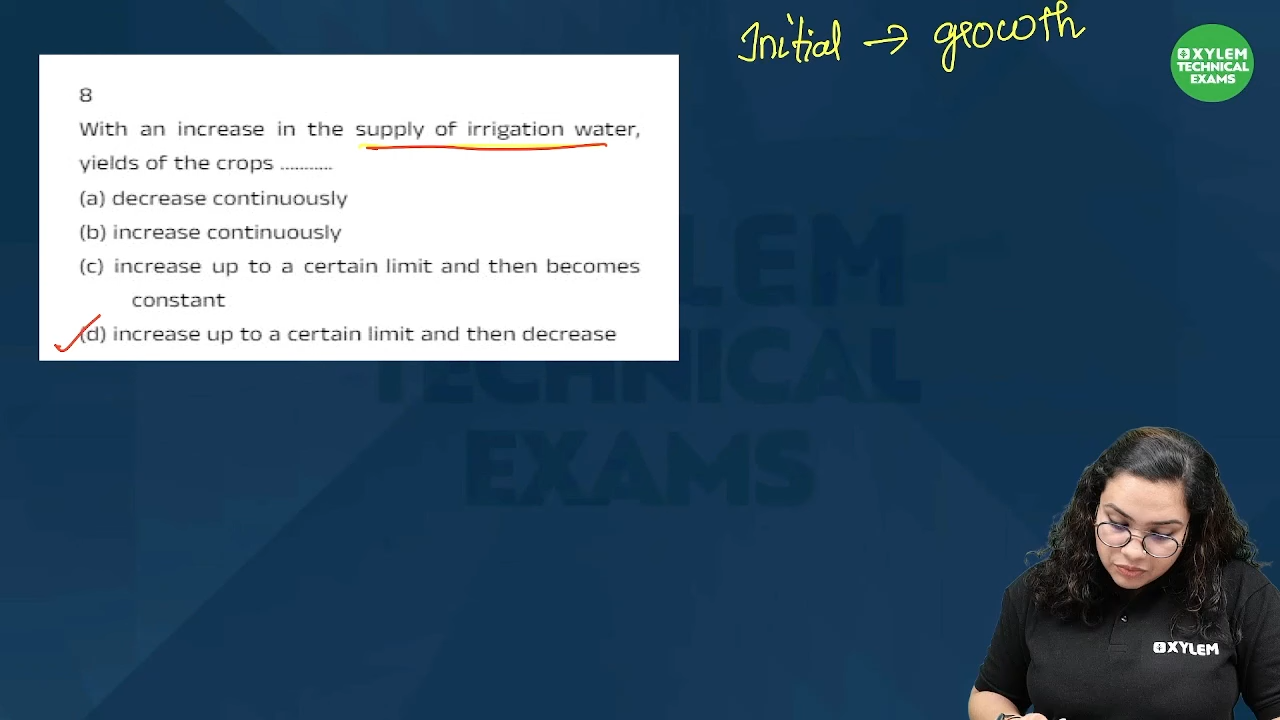 Initial → growth
XYLEM
TECHNICAL
EXAMS
8
With an increase in the supply of irrigation water,
yields of the crops ...........
(a) decrease continuously
(b) increase continuously
(c) increase up to a certain limit and then becomes
constant
(d) increase up to a certain limit and then decrease
XYLEM
TECHNICAL
EXAMS
XYLEM